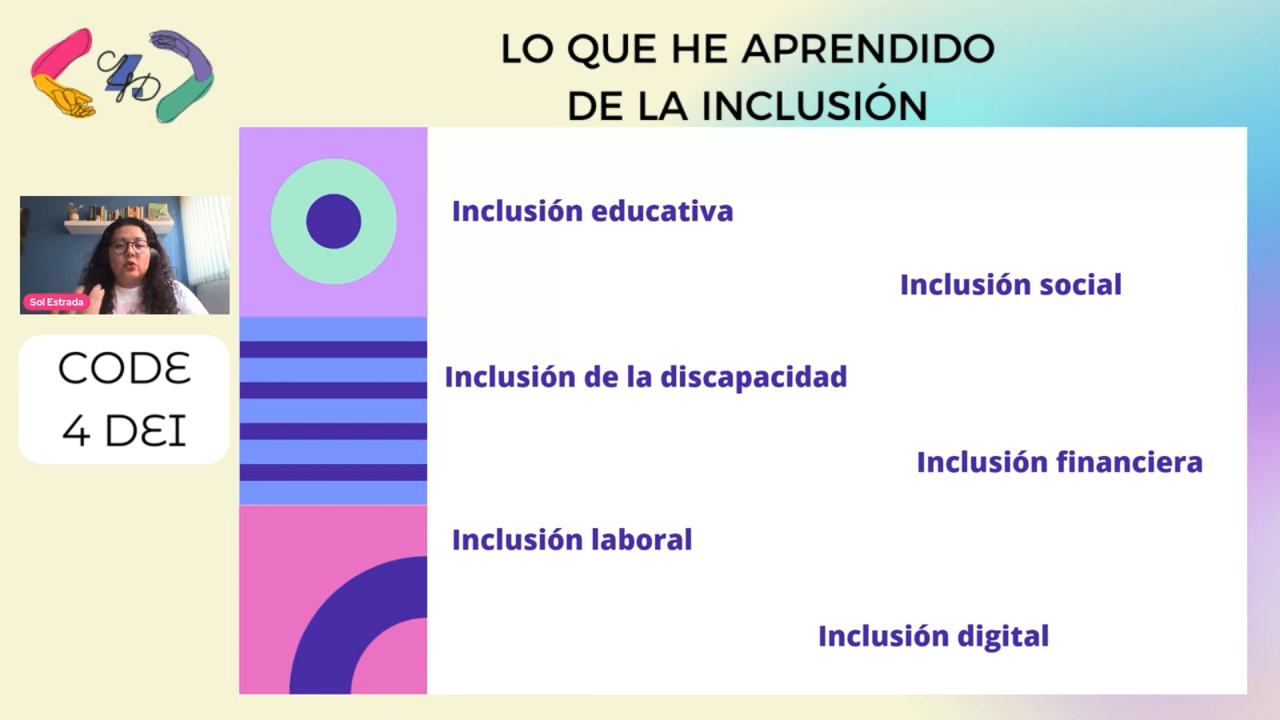 LO QUE HE APRENDIDO
DE LA INCLUSIÓN
Sol Estrada
CODE
4 DEI
Inclusión educativa
Inclusión social
Inclusión de la discapacidad
Inclusión financiera
Inclusión laboral
Inclusión digital